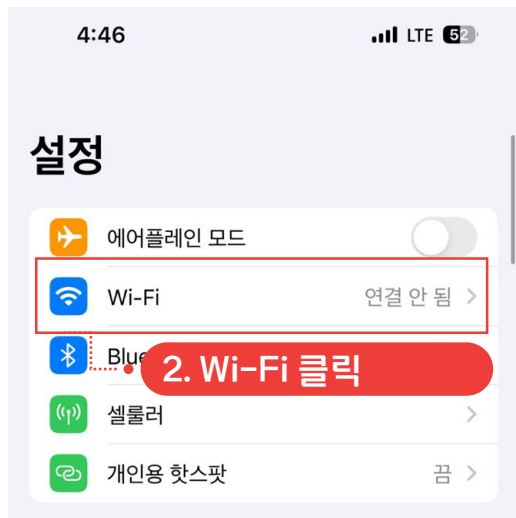 4:46 LTE 52
설정
에어플레인 모드
Wi-Fi 연결 안 됨
2. Wi-Fi 클릭
셀룰러
개인용 핫스팟 끔